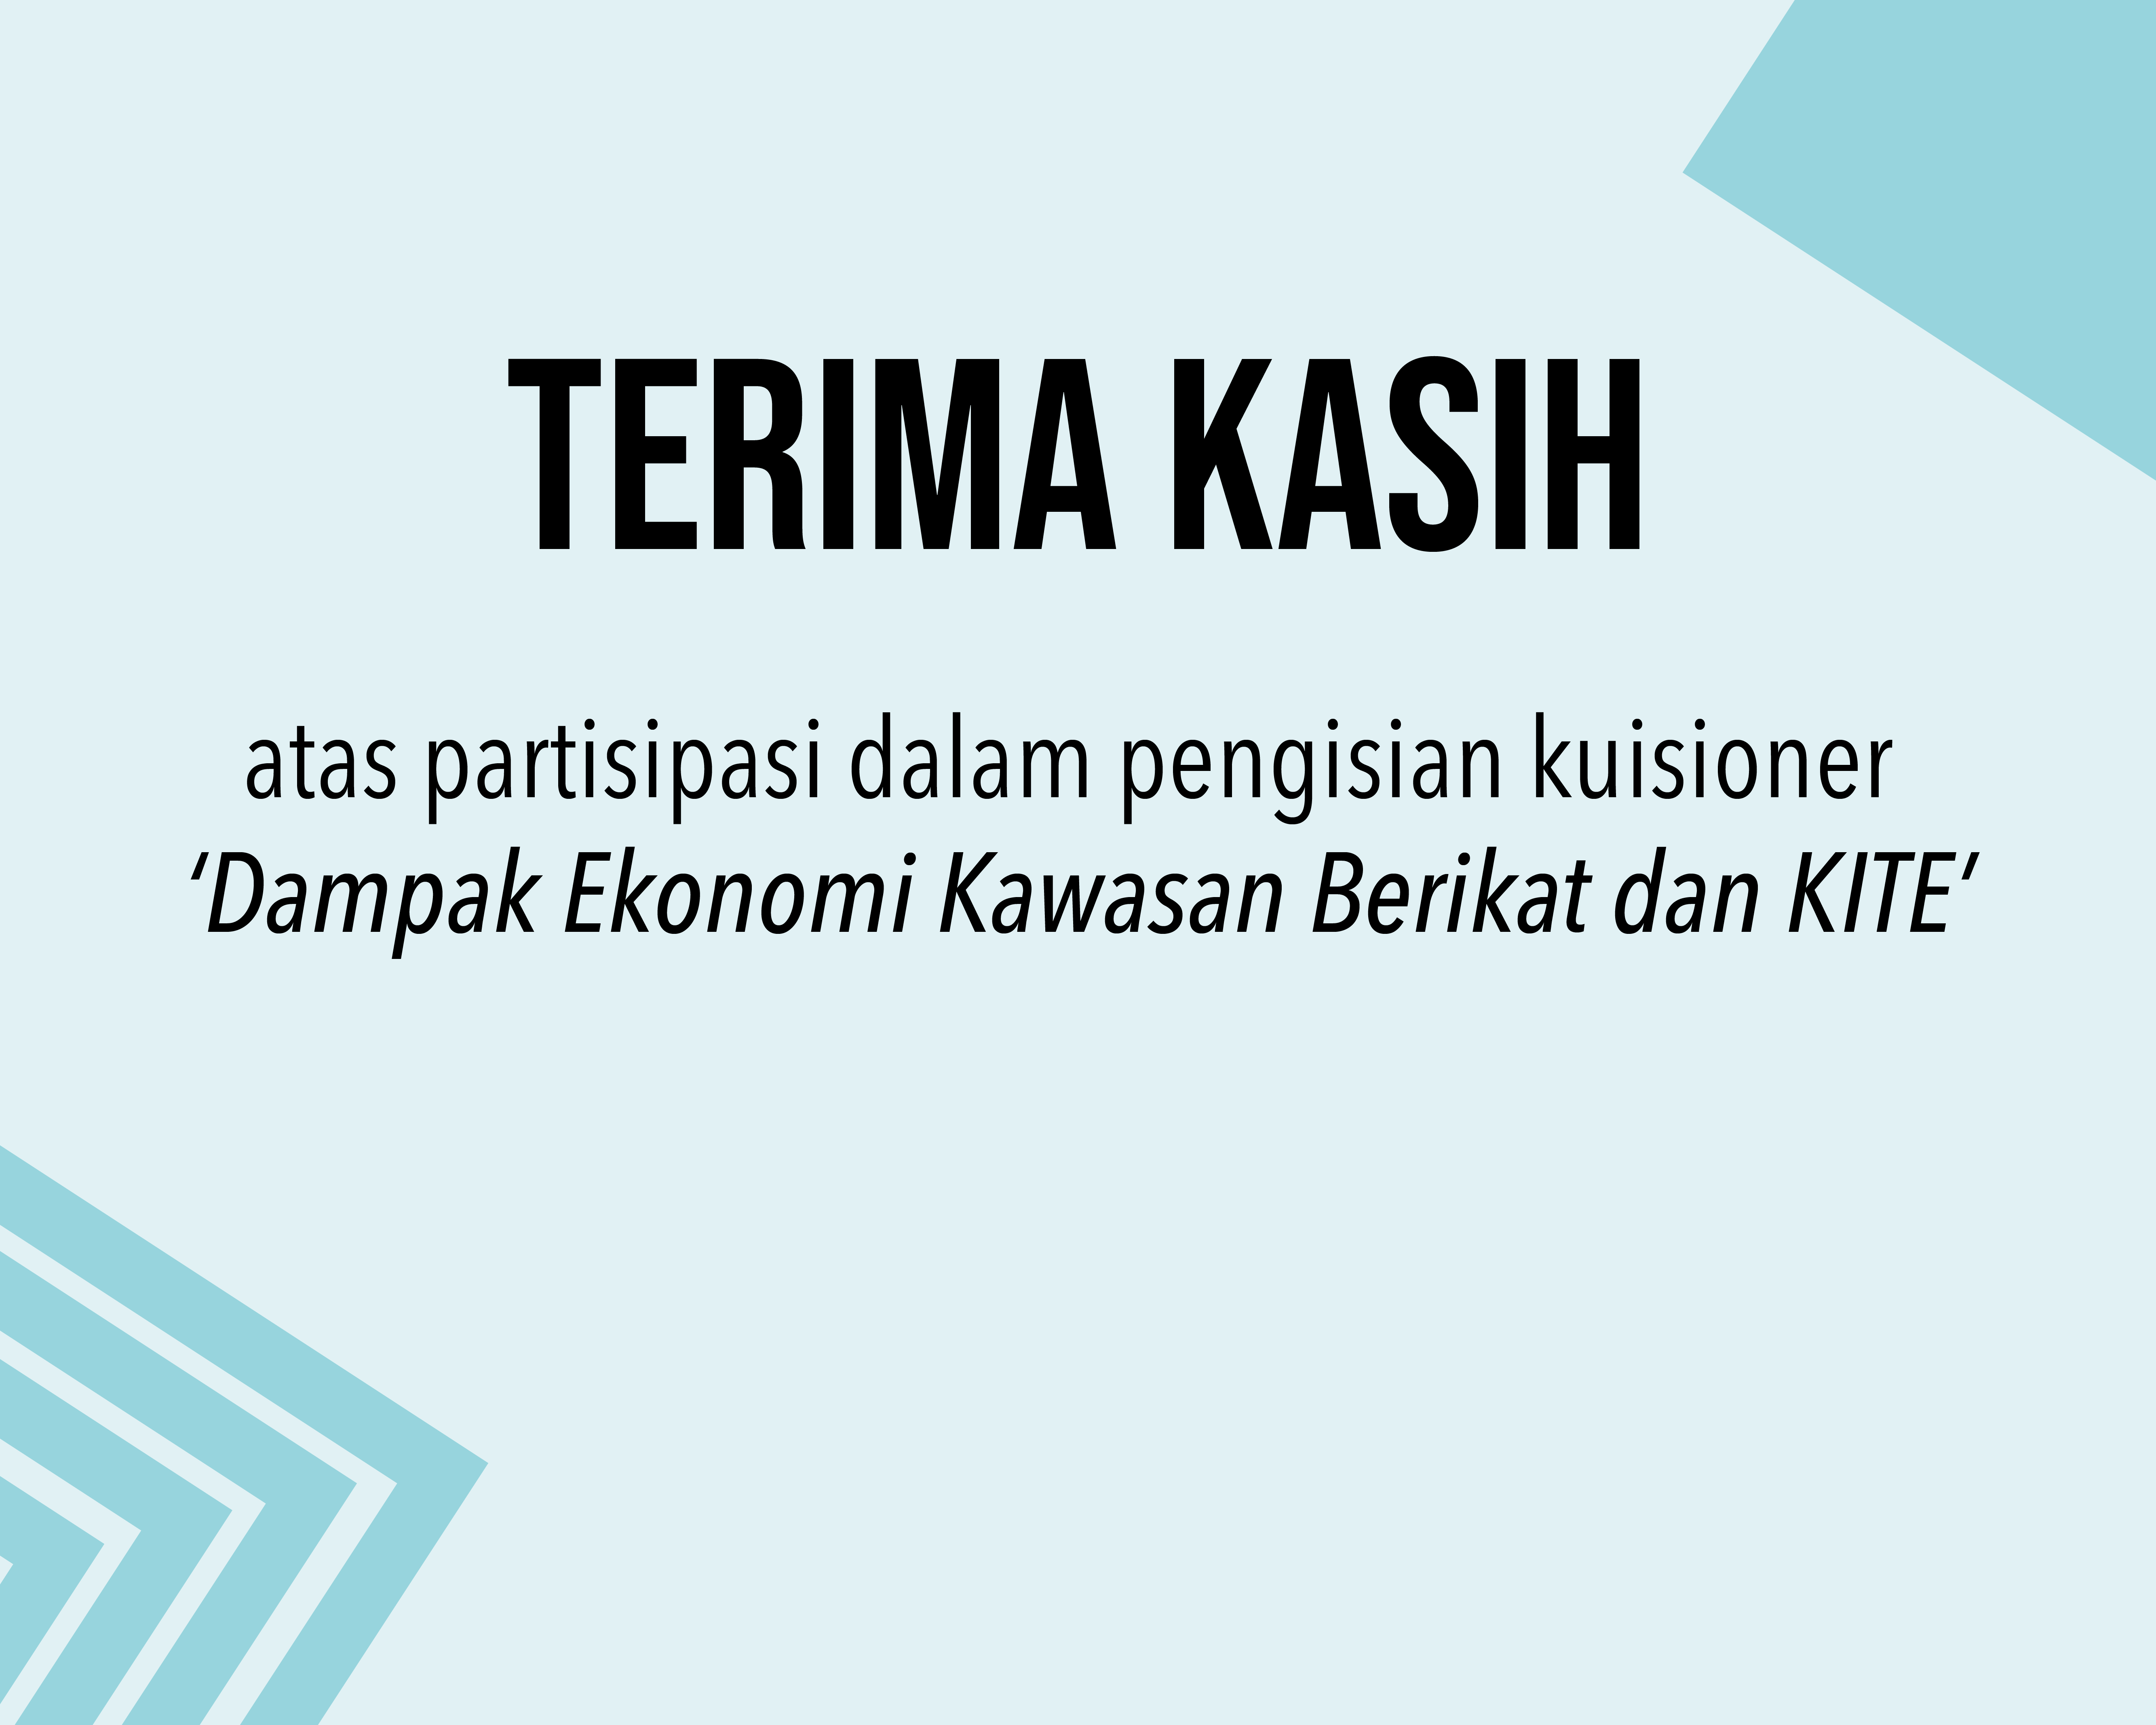 TERIMA KASIH
atas partisipasi dalam pengisian kuisioner
‘Dampak Ekonomi Kawasan Berikat dan KITE’